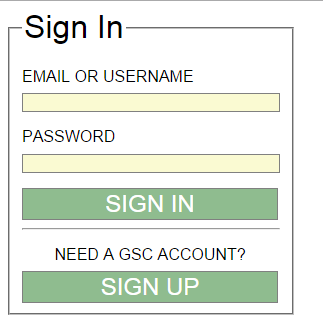 Sign In
EMAIL OR USERNAME
PASSWORD
SIGN IN
NEED A GSC ACCOUNT?
SIGN UP